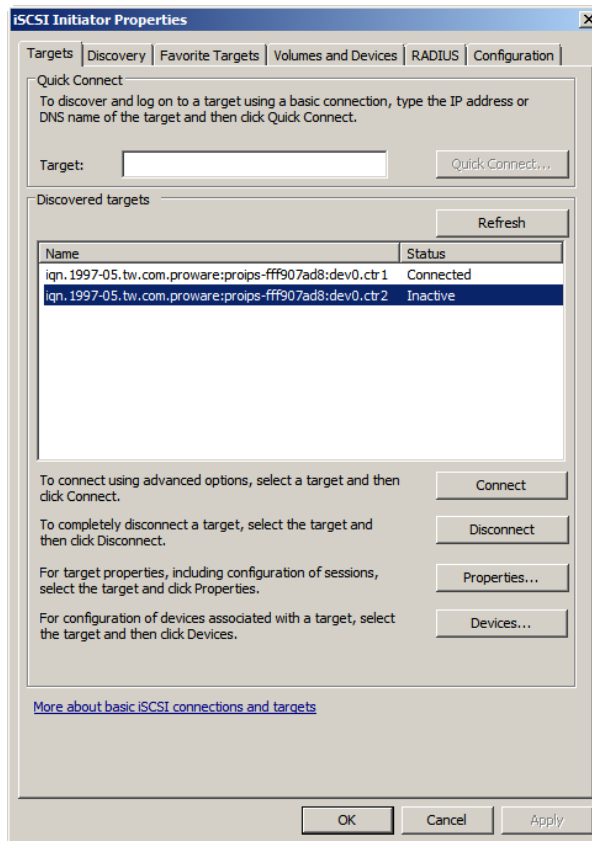 iSCSI Initiator Properties
Targets Discovery Favorite Targets Volumes and Devices RADIUS Configuration
Quick Connect
To discover and log on to a target using a basic connection, type the IP address or
DNS name of the target and then click Quick Connect.
Target: Quick Connect...
Discovered targets
Refresh
Name Status
iqn.1997-05.tw.com.proware:proips-fff907ad8:dev0.ctr1 Connected
iqn.1997-05.tw.com.proware:proips-fff907ad8:dev0.ctr2 Inactive
To connect using advanced options, select a target and then
click Connect.
Connect
To completely disconnect a target, select the target and
then click Disconnect.
Disconnect
For target properties, including configuration of sessions,
select the target and click Properties.
Properties...
For configuration of devices associated with a target, select
the target and then click Devices.
Devices...
More about basic iSCSI connections and targets
OK Cancel Apply